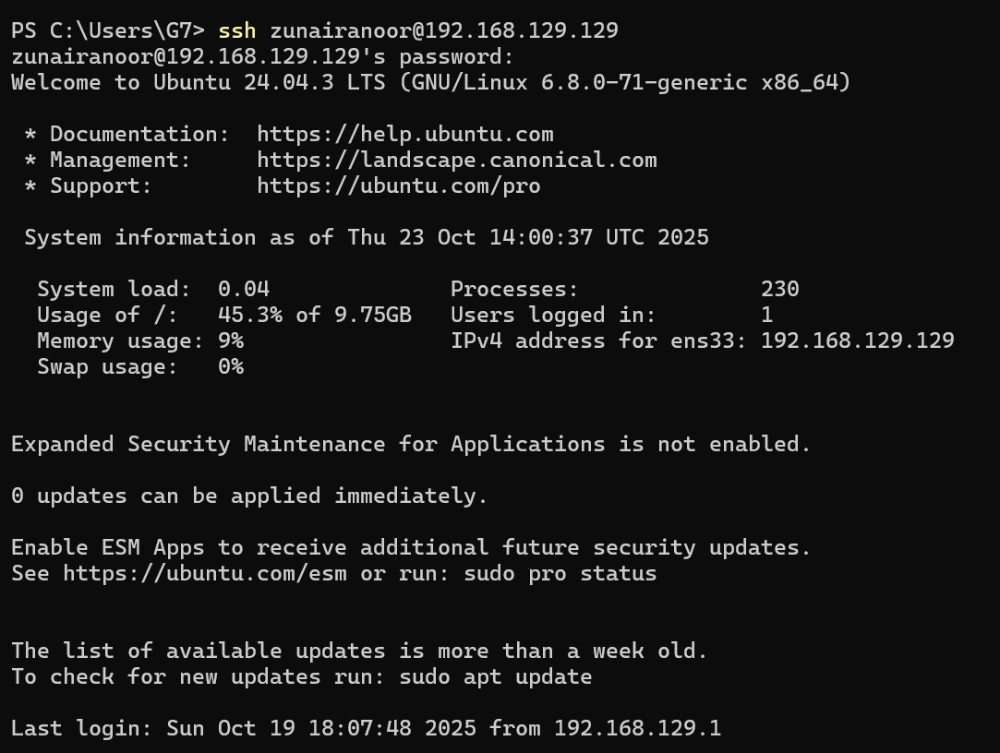 PS C:\Users\G7> ssh zunairanoor@192.168.129.129
zunairanoor@192.168.129.129's password:
Welcome to Ubuntu 24.04.3 LTS (GNU/Linux 6.8.0-71-generic x86_64)
* Documentation:  https://help.ubuntu.com
* Management:     https://landscape.canonical.com
* Support:        https://ubuntu.com/pro
System information as of Thu 23 Oct 14:00:37 UTC 2025
System load:  0.04              Processes:              230
Usage of /:   45.3% of 9.75GB   Users logged in:        1
Memory usage: 9%                IPv4 address for ens33: 192.168.129.129
Swap usage:   0%
Expanded Security Maintenance for Applications is not enabled.
0 updates can be applied immediately.
Enable ESM Apps to receive additional future security updates.
See https://ubuntu.com/esm or run: sudo pro status
The list of available updates is more than a week old.
To check for new updates run: sudo apt update
Last login: Sun Oct 19 18:07:48 2025 from 192.168.129.1